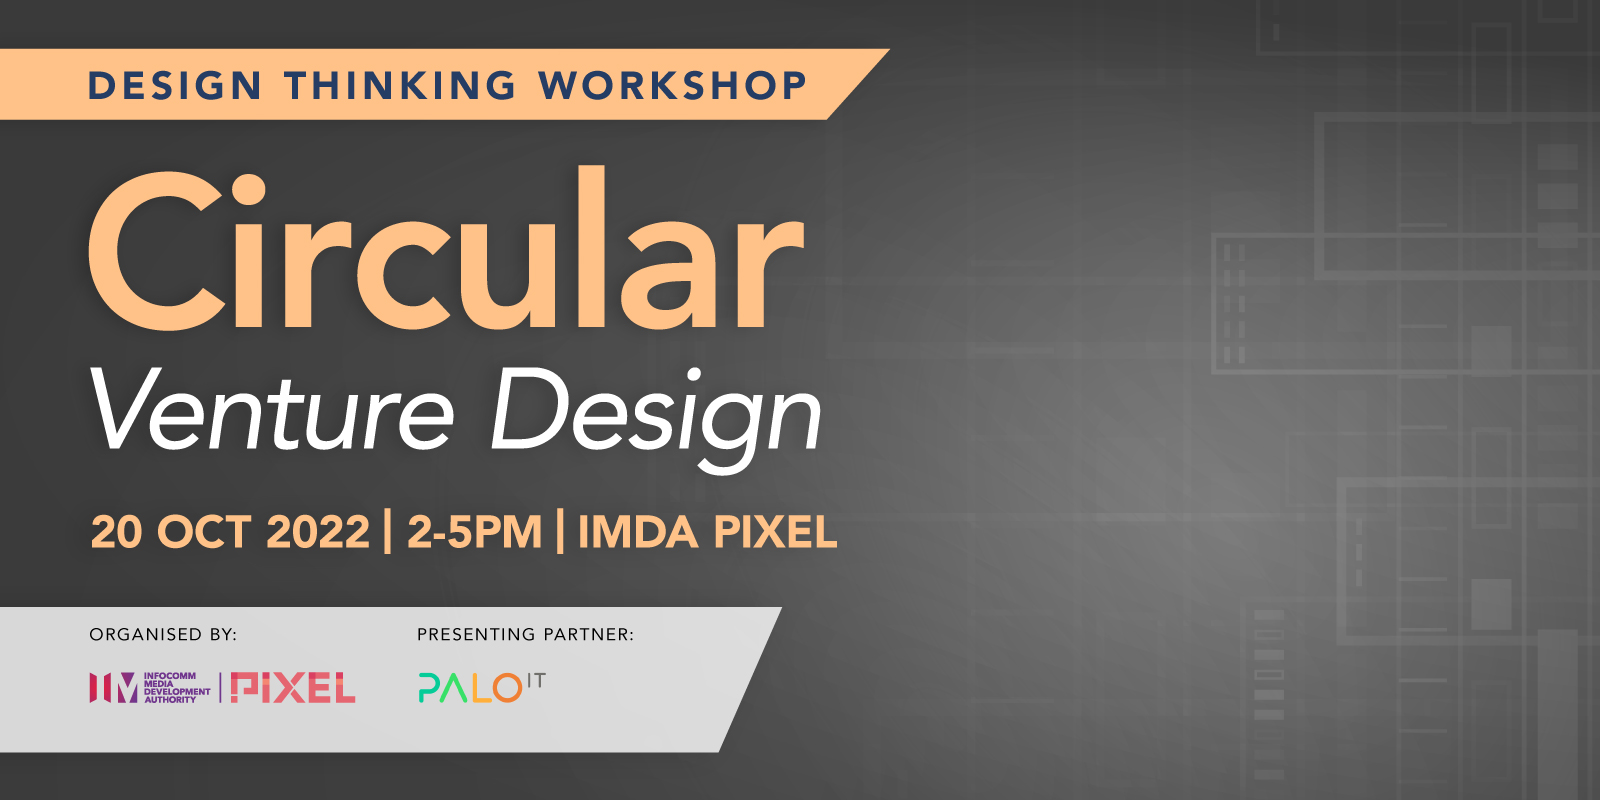 DESIGN THINKING WORKSHOP
Circular
Venture Design
20 OCT 2022 | 2-5PM | IMDA PIXEL
ORGANISED BY:
PRESENTING PARTNER:
INFOCOMM
MEDIA
DEVELOPMENT
AUTHORITY
PIXEL
PALO IT